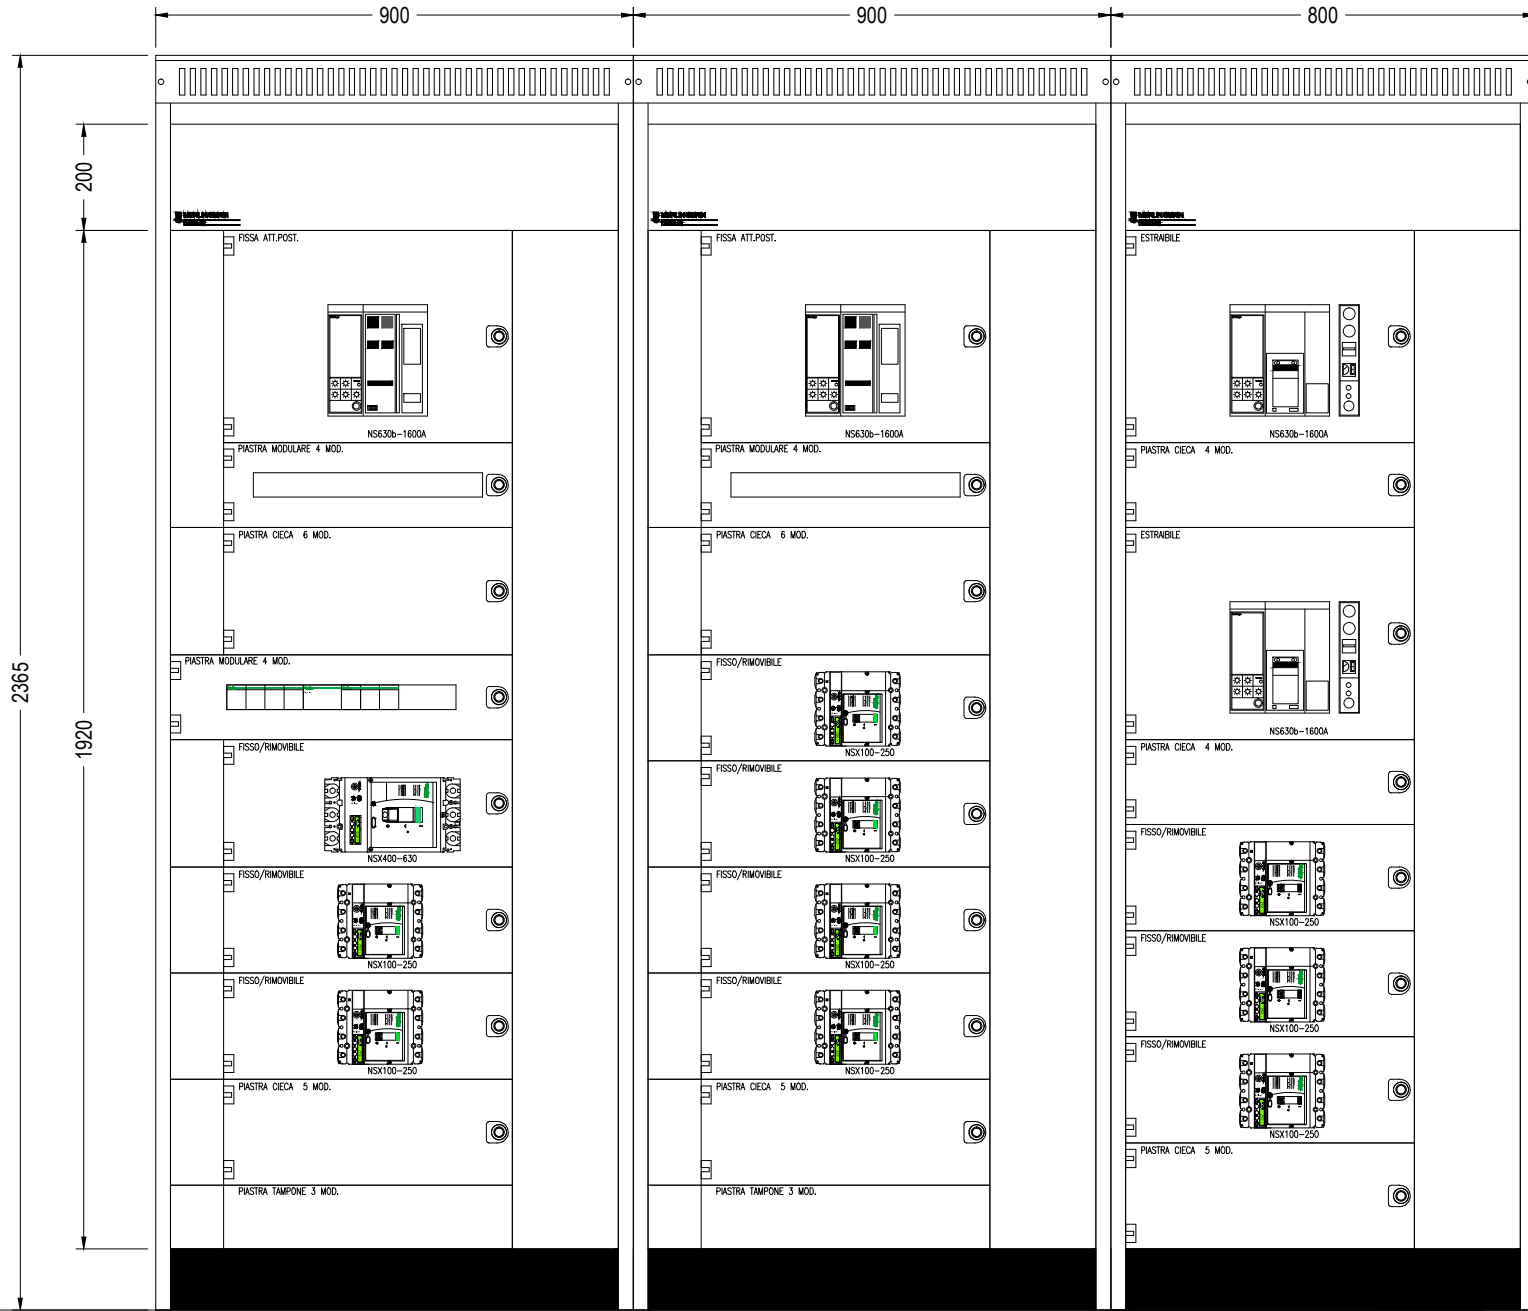 900
900
800
2365
200
1920
FISSA ATT.POST.
NS630b-1600A
PIASTRA MODULARE 4 MOD.
PIASTRA CIECA 6 MOD.
PIASTRA MODULARE 4 MOD.
FISSO/RIMOVIBILE
NSX400-630
FISSO/RIMOVIBILE
NSX100-250
FISSO/RIMOVIBILE
NSX100-250
PIASTRA CIECA 5 MOD.
PIASTRA TAMPONE 3 MOD.
FISSA ATT.POST.
NS630b-1600A
PIASTRA MODULARE 4 MOD.
PIASTRA CIECA 6 MOD.
FISSO/RIMOVIBILE
NSX100-250
FISSO/RIMOVIBILE
NSX100-250
FISSO/RIMOVIBILE
NSX100-250
FISSO/RIMOVIBILE
NSX100-250
PIASTRA CIECA 5 MOD.
PIASTRA TAMPONE 3 MOD.
ESTRAIBILE
NS630b-1600A
PIASTRA CIECA 4 MOD.
ESTRAIBILE
NS630b-1600A
PIASTRA CIECA 4 MOD.
FISSO/RIMOVIBILE
NSX100-250
FISSO/RIMOVIBILE
NSX100-250
FISSO/RIMOVIBILE
NSX100-250
PIASTRA CIECA 5 MOD.